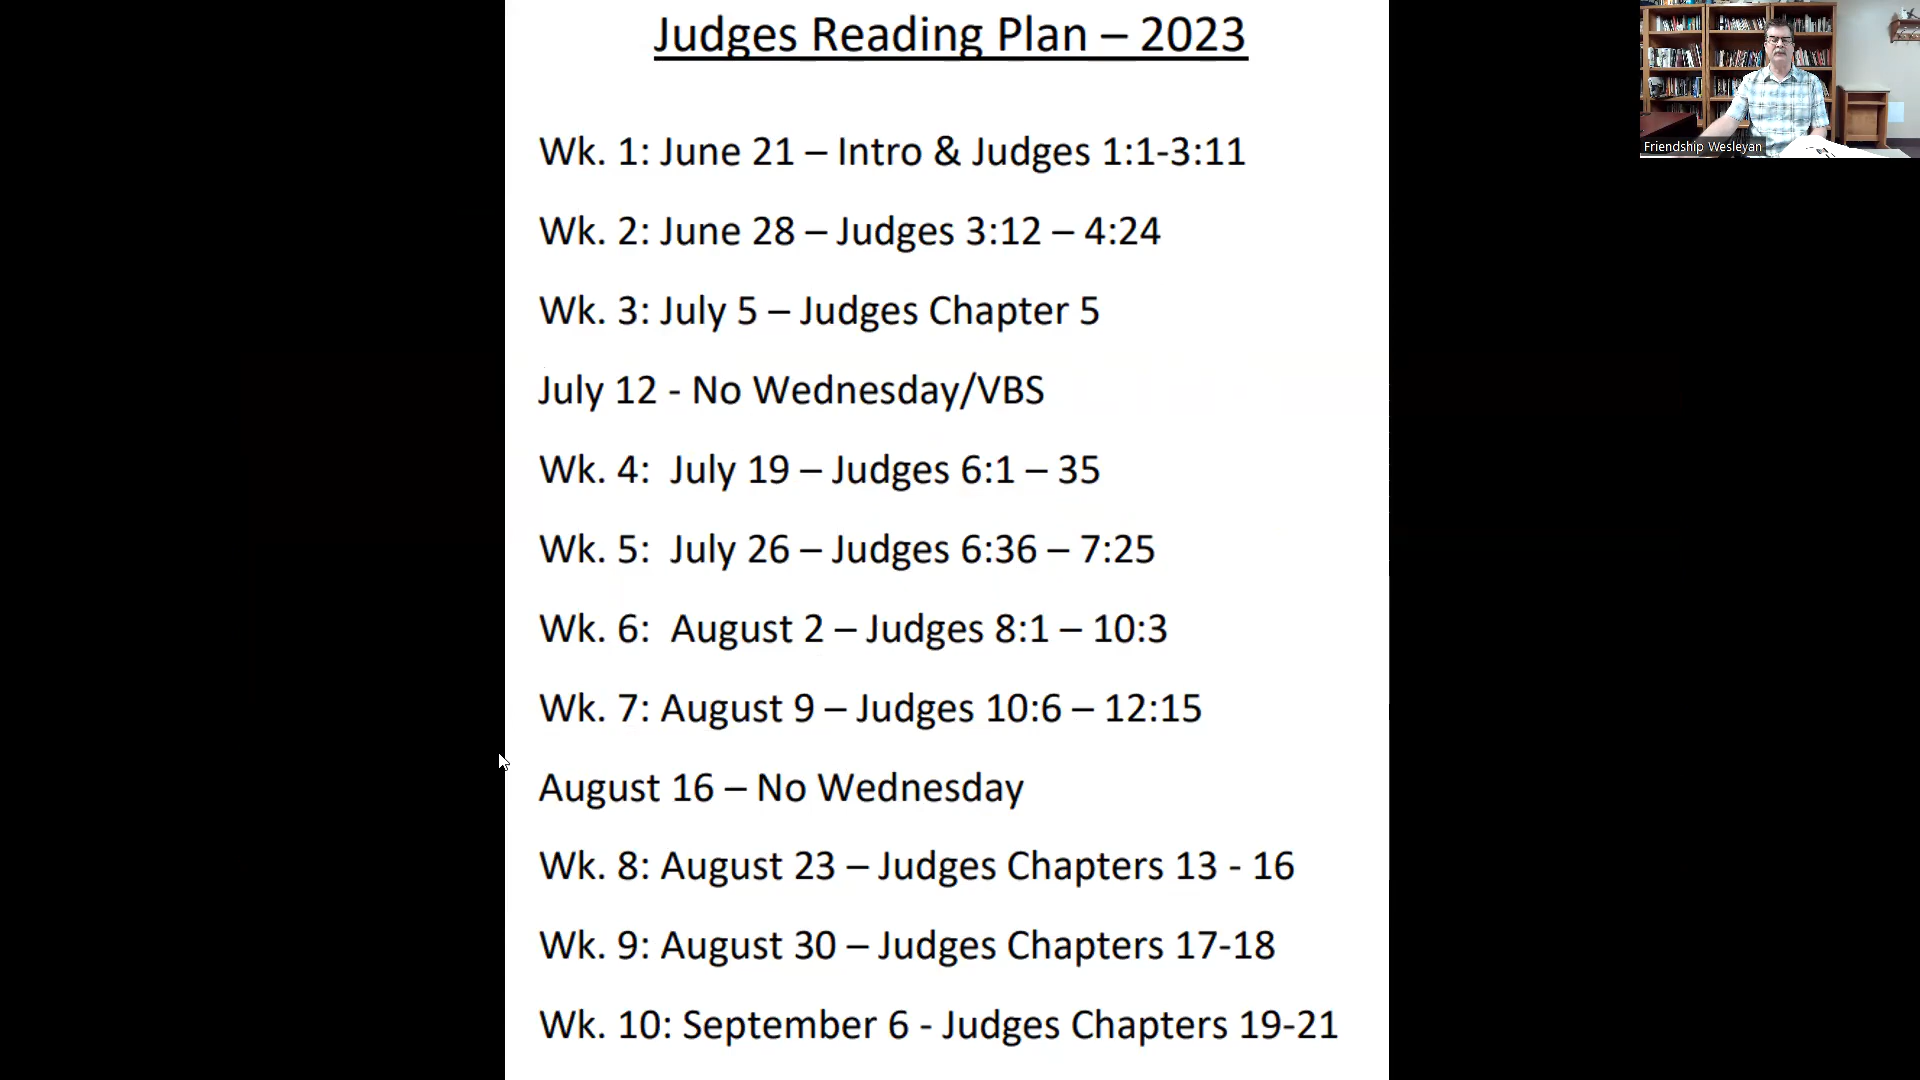 Judges Reading Plan – 2023
Wk. 1: June 21 – Intro & Judges 1:1-3:11
Wk. 2: June 28 – Judges 3:12 – 4:24
Wk. 3: July 5 – Judges Chapter 5
July 12 - No Wednesday/VBS
Wk. 4:  July 19 – Judges 6:1 – 35
Wk. 5:  July 26 – Judges 6:36 – 7:25
Wk. 6:  August 2 – Judges 8:1 – 10:3
Wk. 7: August 9 – Judges 10:6 – 12:15
August 16 – No Wednesday
Wk. 8: August 23 – Judges Chapters 13 - 16
Wk. 9: August 30 – Judges Chapters 17-18
Wk. 10: September 6 - Judges Chapters 19-21
Friendship Wesleyan